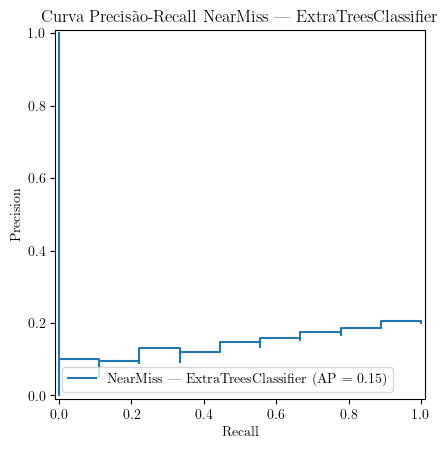 Curva Precisão-Recall NearMiss — ExtraTreesClassifier
1.0
0.8
0.6
0.4
0.2
0.0
Precision
NearMiss — ExtraTreesClassifier (AP = 0.15)
0.0 0.2 0.4 0.6 0.8 1.0
Recall